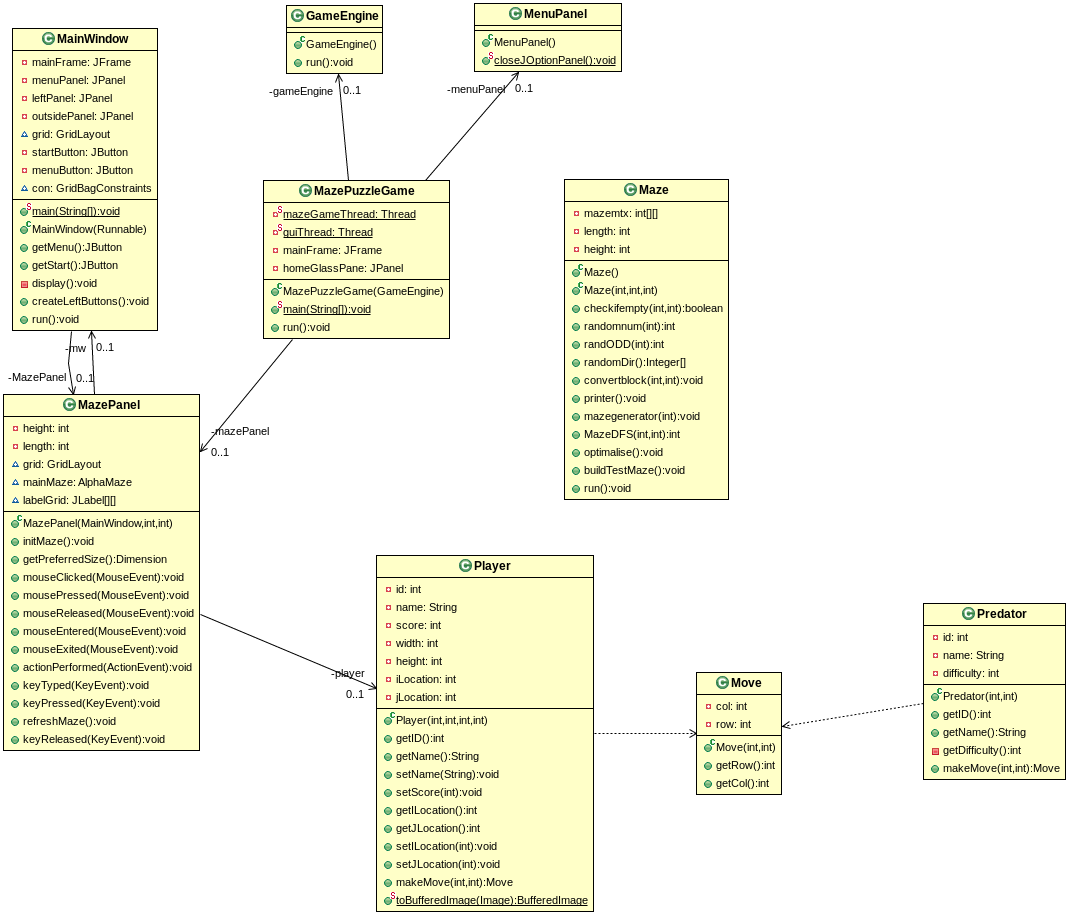 GameEngine
GameEngine()
run():void
MenuPanel
MenuPanel()
closeJOptionPanel():void
MainWindow
mainFrame: JFrame
menuPanel: JPanel
leftPanel: JPanel
outsidePanel: JPanel
grid: GridLayout
startButton: JButton
menuButton: JButton
con: GridBagConstraints
main(String[]):void
MainWindow(Runnable)
getMenu():JButton
getStart():JButton
display():void
createLeftButtons():void
run():void
-gameEngine
0..1
-menuPanel
0..1
MazePuzzleGame
mazeGameThread: Thread
guiThread: Thread
mainFrame: JFrame
homeGlassPane: JPanel
MazePuzzleGame(GameEngine)
main(String[]):void
run():void
Maze
mazemtx: int[][]
length: int
height: int
Maze()
Maze(int,int,int)
checkifempty(int,int):boolean
randomnum(int):int
randODD(int):int
randomDir():Integer[]
convertblock(int,int):void
printer():void
mazegenerator(int):void
MazeDFS(int,int):int
optimalise():void
buildTestMaze():void
run():void
-mw
0..1
-MazePanel
0..1
-mazePanel
0..1
MazePanel
height: int
length: int
grid: GridLayout
mainMaze: AlphaMaze
labelGrid: JLabel[][]
MazePanel(MainWindow,int,int)
initMaze():void
getPreferredSize():Dimension
mouseClicked(MouseEvent):void
mousePressed(MouseEvent):void
mouseReleased(MouseEvent):void
mouseEntered(MouseEvent):void
mouseExited(MouseEvent):void
actionPerformed(ActionEvent):void
keyTyped(KeyEvent):void
keyPressed(KeyEvent):void
refreshMaze():void
keyReleased(KeyEvent):void
-player
0..1
Player
id: int
name: String
score: int
width: int
height: int
iLocation: int
jLocation: int
Player(int,int,int,int)
getID():int
getName():String
setName(String):void
setScore(int):void
getILocation():int
getJLocation():int
setILocation(int):void
setJLocation(int):void
makeMove(int,int):Move
toBufferedImage(Image):BufferedImage
Move
col: int
row: int
Move(int,int)
getRow():int
getCol():int
Predator
id: int
name: String
difficulty: int
Predator(int,int)
getID():int
getName():String
getDifficulty():int
makeMove(int,int):Move